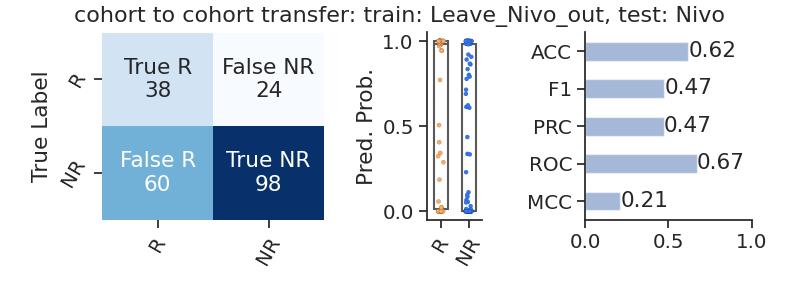 cohort to cohort transfer: train: Leave_Nivo_out, test: Nivo
True Label
R
NR
True R
38
False NR
24
False R
60
True NR
98
R
NR
Pred. Prob.
1.0
0.5
0.0
R
NR
ACC
0.62
F1
0.47
PRC
0.47
ROC
0.67
MCC
0.21
0.0
0.5
1.0